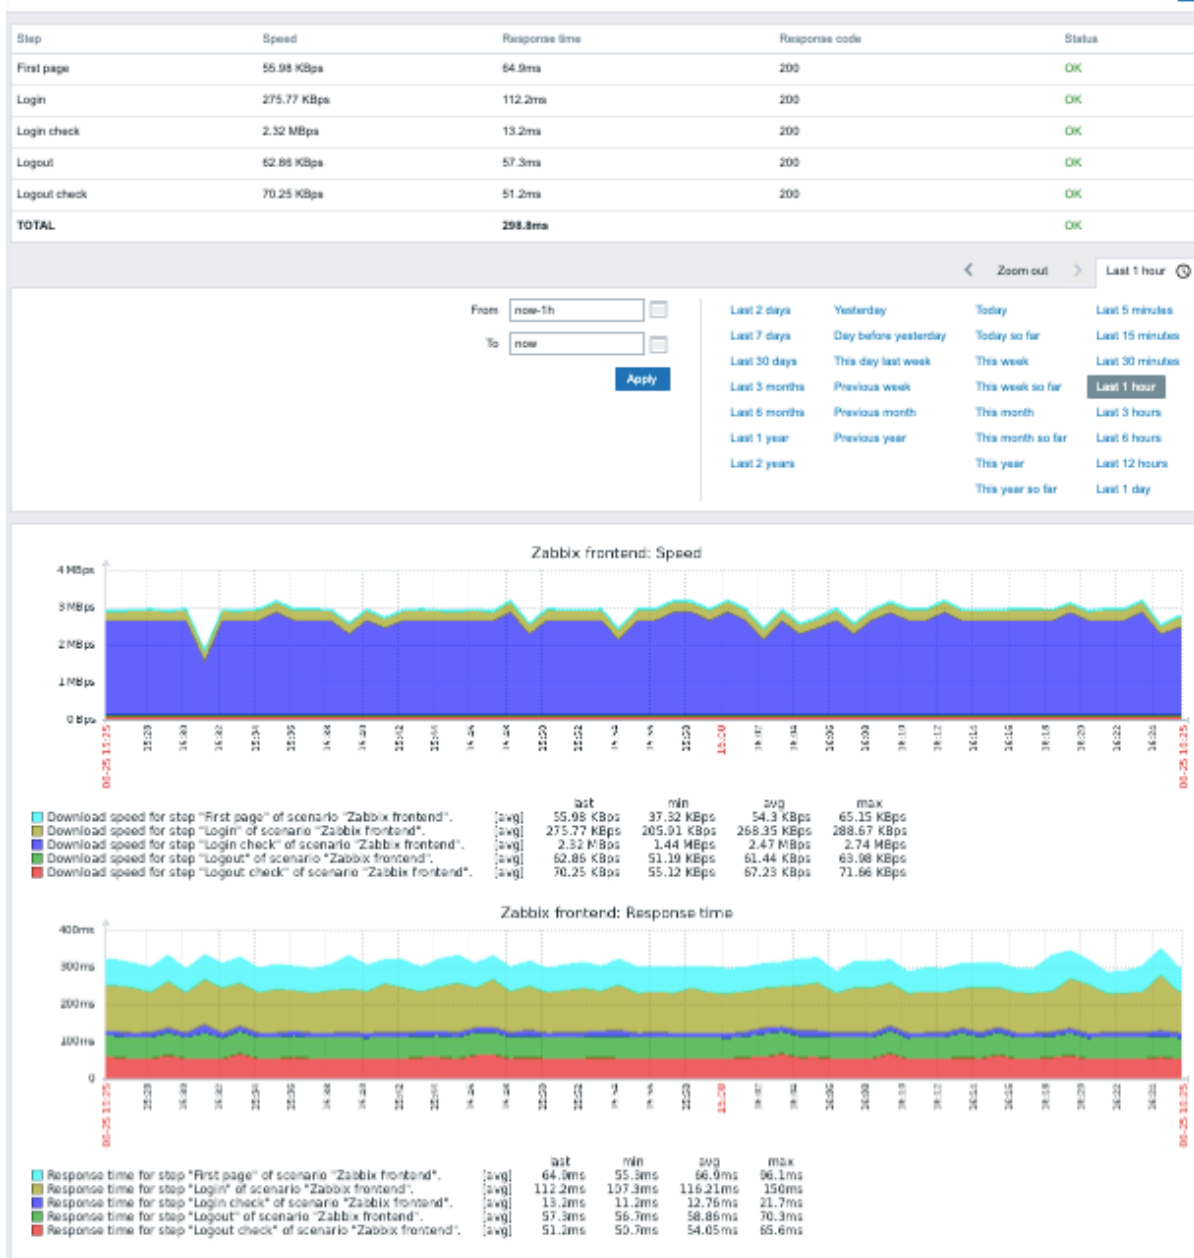 Step Speed Response time Response code Status
First page 55.98 KBps 64.9ms 200 OK
Login 275.77 KBps 112.2ms 200 OK
Login check 2.32 MBps 13.2ms 200 OK
Logout 62.86 KBps 57.3ms 200 OK
Logout check 70.25 KBps 51.2ms 200 OK
TOTAL 298.8ms OK
Zoom out Last 1 hour
From now-1h
To now
Apply
Last 2 days Yesterday Today Last 5 minutes
Last 7 days Day before yesterday Today so far Last 15 minutes
Last 30 days This day last week This week Last 30 minutes
Last 3 months Previous week This week so far Last 1 hour
Last 6 months Previous month This month Last 3 hours
Last 1 year Previous year This month so far Last 6 hours
Last 2 years This year Last 12 hours
This year so far Last 1 day
Zabbix frontend: Speed
4 MBps
3 MBps
2 MBps
1 MBps
0 Bps
last min avg max
Download speed for step "First page" of scenario "Zabbix frontend". [avg] 55.98 KBps 37.32 KBps 54.3 KBps 65.15 KBps
Download speed for step "Login" of scenario "Zabbix frontend". [avg] 275.77 KBps 205.91 KBps 268.35 KBps 288.67 KBps
Download speed for step "Login check" of scenario "Zabbix frontend". [avg] 2.32 MBps 1.44 MBps 2.47 MBps 2.74 MBps
Download speed for step "Logout" of scenario "Zabbix frontend". [avg] 62.86 KBps 51.19 KBps 61.44 KBps 63.98 KBps
Download speed for step "Logout check" of scenario "Zabbix frontend". [avg] 70.25 KBps 55.12 KBps 67.23 KBps 71.66 KBps
Zabbix frontend: Response time
400ms
300ms
200ms
100ms
0
last min avg max
Response time for step "First page" of scenario "Zabbix frontend". [avg] 64.9ms 55.3ms 66.9ms 96.1ms
Response time for step "Login" of scenario "Zabbix frontend". [avg] 112.2ms 107.3ms 116.21ms 150ms
Response time for step "Login check" of scenario "Zabbix frontend". [avg] 13.2ms 11.2ms 12.76ms 21.7ms
Response time for step "Logout" of scenario "Zabbix frontend". [avg] 57.3ms 56.7ms 58.86ms 70.3ms
Response time for step "Logout check" of scenario "Zabbix frontend". [avg] 51.2ms 50.7ms 54.05ms 65.6ms